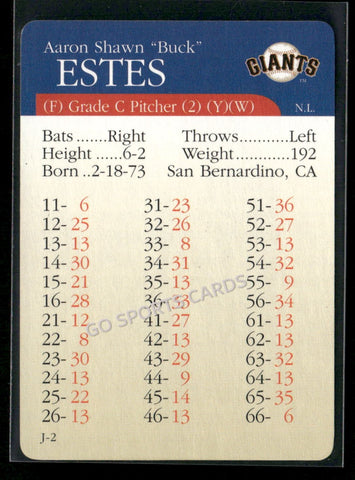 Aaron Shawn "Buck"
ESTES
GIANTS
TM
(F) Grade C Pitcher (2) (Y)(W)
N.L.
Bats.......Right Throws............Left
Height ......6-2 Weight...........192
Born ..2-18-73 San Bernardino, CA
11- 6 31-23 51-36
12-25 32-26 52-27
13-13 33- 8 53-13
14-30 34-31 54-32
15-21 35-13 55- 9
16-28 36-33 56-34
21-12 41-27 61-13
22- 8 42-13 62-32
23-30 43-29 63-32
24-13 44- 9 64-13
25-22 45-14 65-35
26-13 46-13 66- 6
J-2
GO SPORTS CARDS